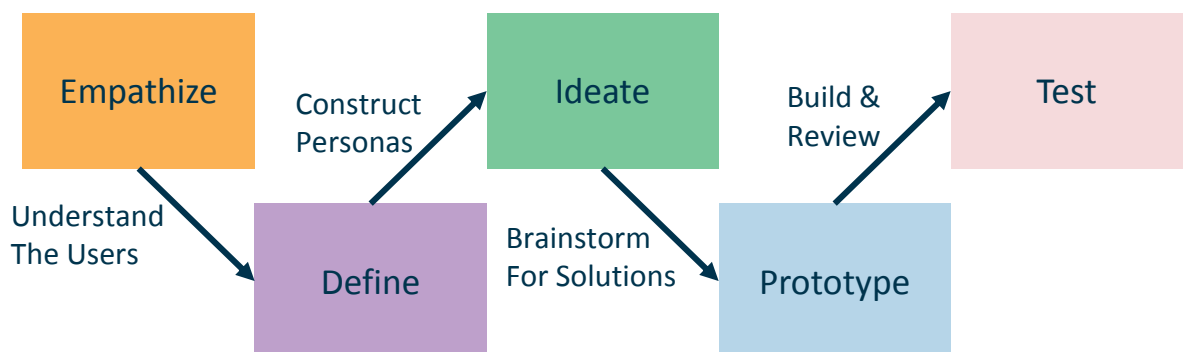 Empathize
Understand
The Users
Define
Construct
Personas
Ideate
Brainstorm
For Solutions
Prototype
Build &
Review
Test